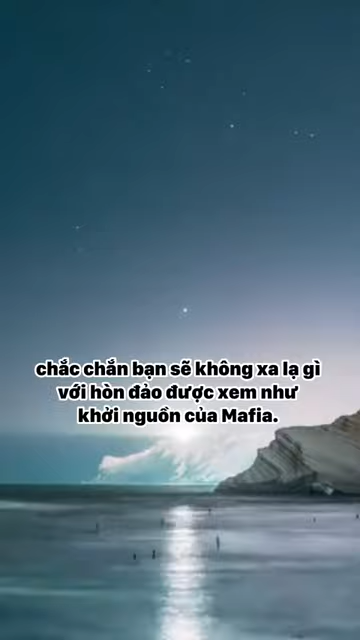 chắc chắn bạn sẽ không xa lạ gì
với hòn đảo được xem như
khởi nguồn của Mafia.